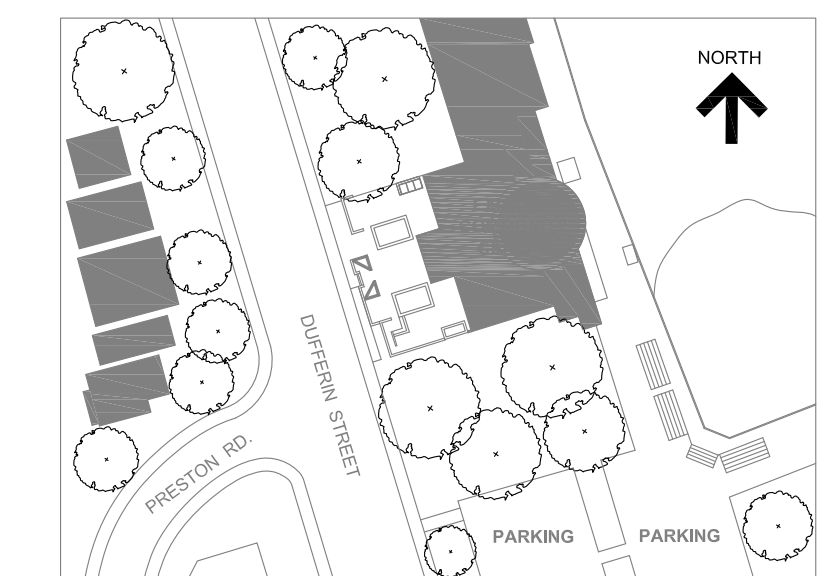 NORTH
DUFFERIN STREET
PRESTON RD.
PARKING
PARKING